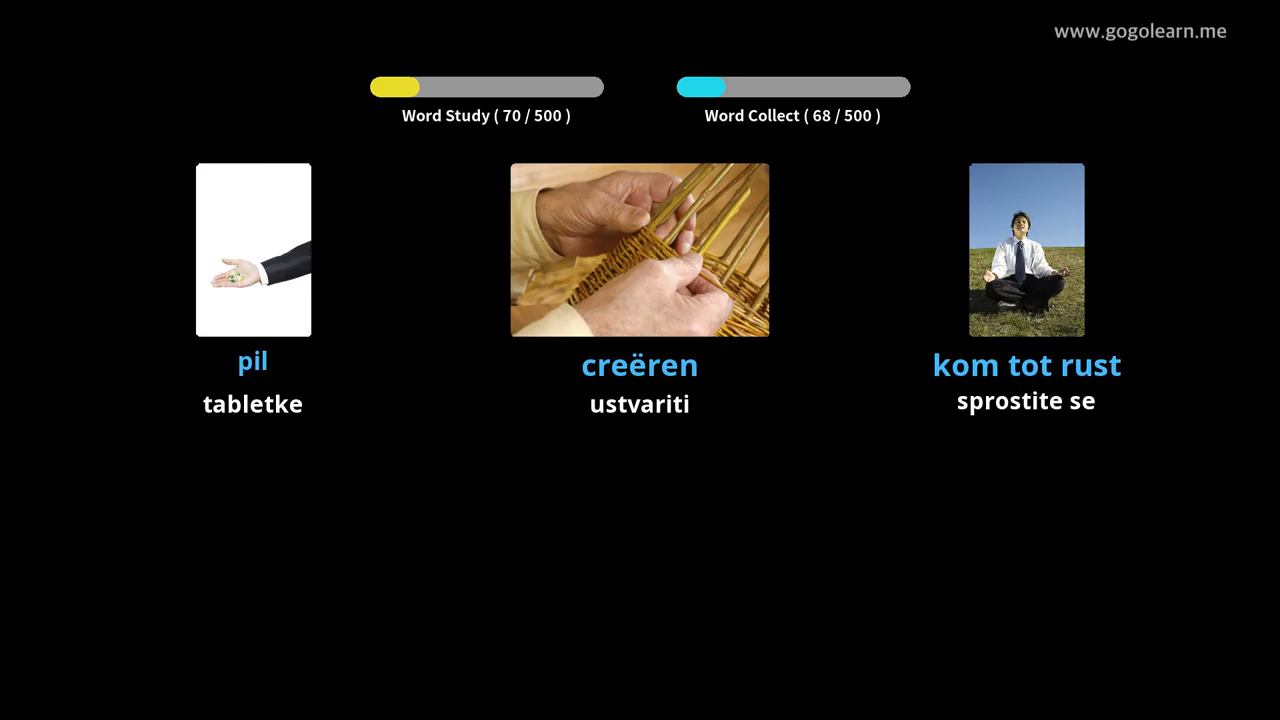 www.gogolearn.me
Word Study ( 70 / 500 )
Word Collect ( 68 / 500 )
pil
creëren
kom tot rust
tabletke
ustvariti
sprostite se